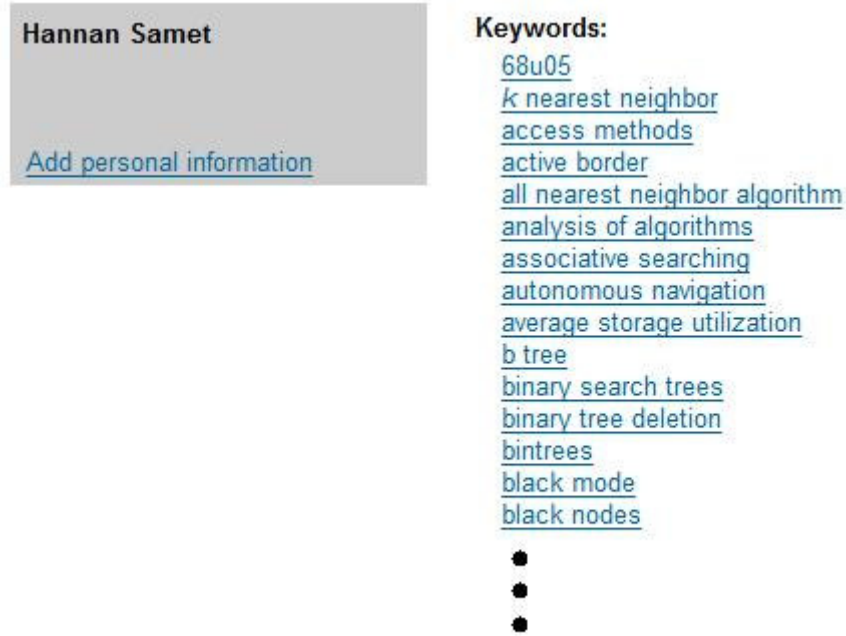 Hannan Samet
Add personal information
Keywords:
68u05
k nearest neighbor
access methods
active border
all nearest neighbor algorithm
analysis of algorithms
associative searching
autonomous navigation
average storage utilization
b tree
binary search trees
binary tree deletion
bintrees
black mode
black nodes